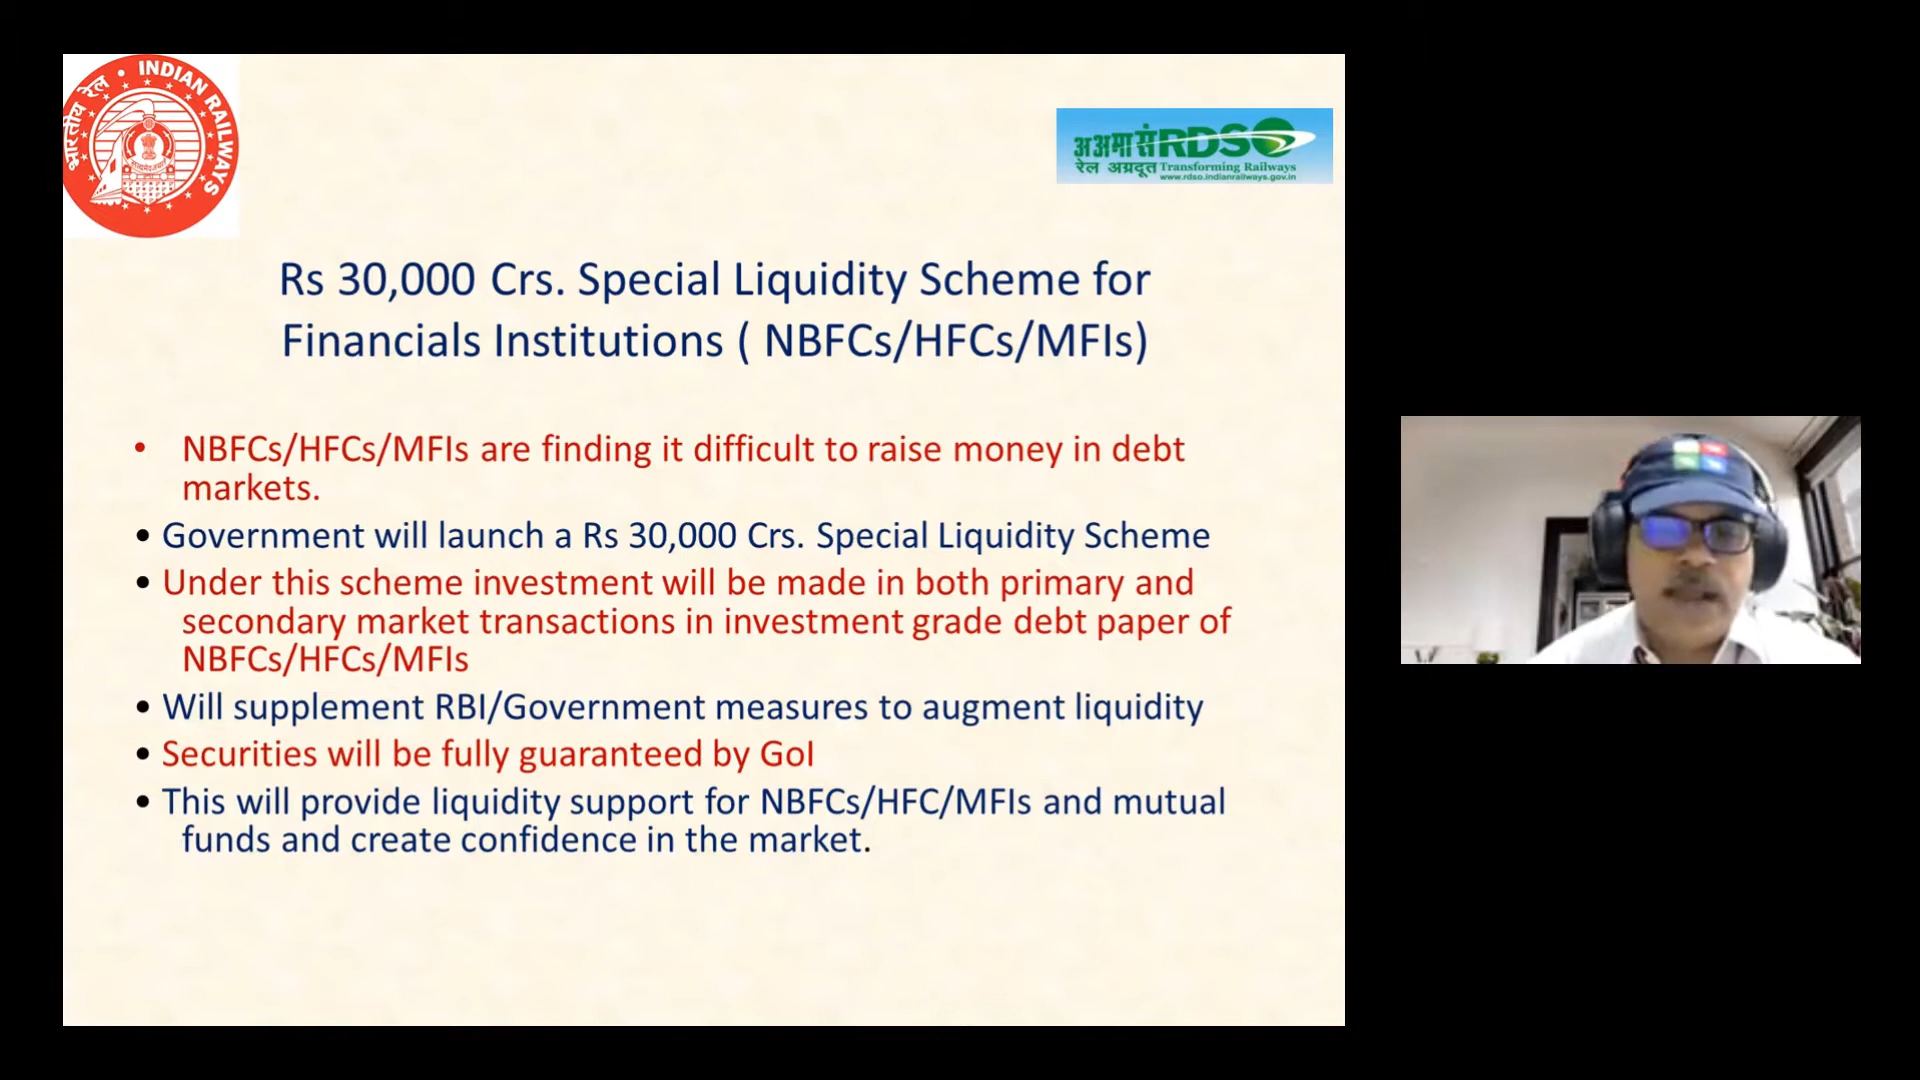 भारतीय रेल • INDIAN RAILWAYS
अअमासंRDSO
रेल अग्रदूत Transforming Railways
www.rdso.indianrailways.gov.in
Rs 30,000 Crs. Special Liquidity Scheme for
Financials Institutions ( NBFCs/HFCs/MFIs)
• NBFCs/HFCs/MFIs are finding it difficult to raise money in debt
markets.
• Government will launch a Rs 30,000 Crs. Special Liquidity Scheme
• Under this scheme investment will be made in both primary and
secondary market transactions in investment grade debt paper of
NBFCs/HFCs/MFIs
• Will supplement RBI/Government measures to augment liquidity
• Securities will be fully guaranteed by GoI
• This will provide liquidity support for NBFCs/HFC/MFIs and mutual
funds and create confidence in the market.